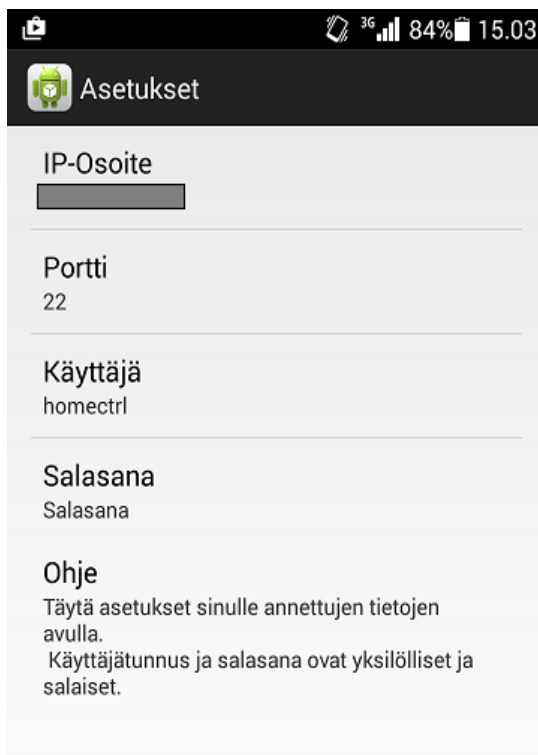 3G 84% 15.03
Asetukset
IP-Osoite
Portti
22
Käyttäjä
homectrl
Salasana
Salasana
Ohje
Täytä asetukset sinulle annettujen tietojen
avulla.
Käyttäjätunnus ja salasana ovat yksilölliset ja
salaiset.